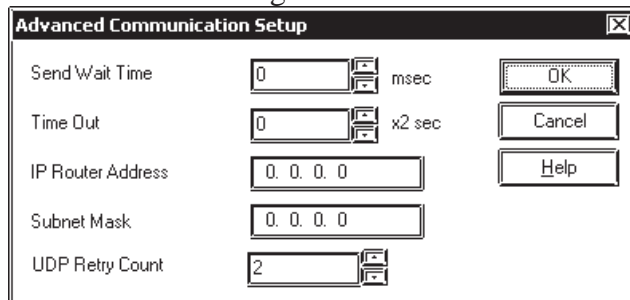 Advanced Communication Setup
Send Wait Time 0 msec OK
Time Out 0 x2 sec Cancel
IP Router Address 0. 0. 0. 0 Help
Subnet Mask 0. 0. 0. 0
UDP Retry Count 2